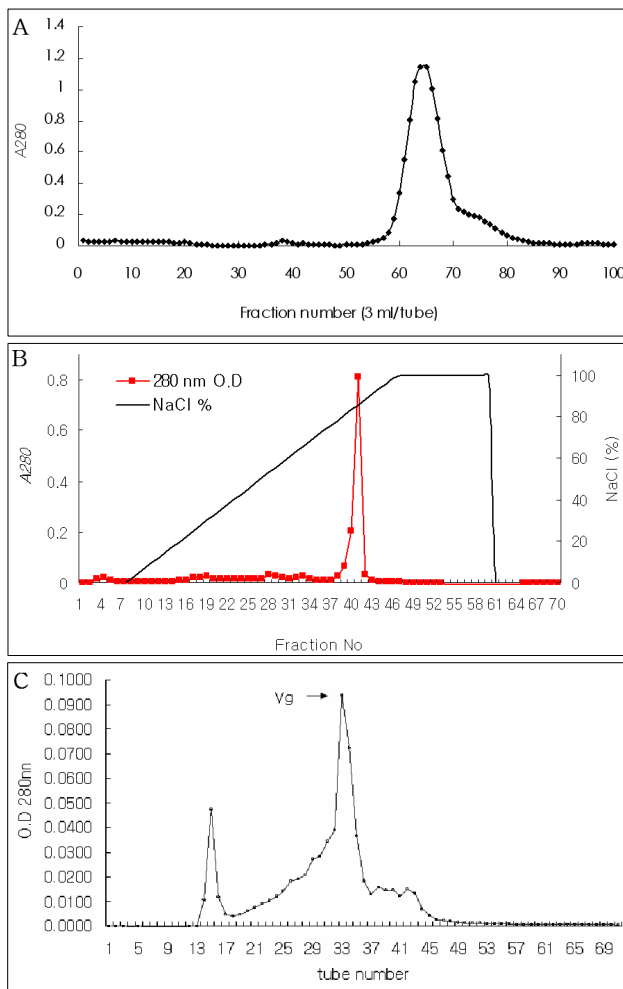 A
1.4
1.2
1
0.8
0.6
0.4
0.2
0
A280
0 10 20 30 40 50 60 70 80 90 100
Fraction number (3 ml/tube)
B
280 nm O.D
NaCl %
0.8
0.6
0.4
0.2
0
A280
100
80
60
40
20
0
NaCl (%)
1 4 7 10 13 16 19 22 25 28 31 34 37 40 43 46 49 52 55 58 61 64 67 70
Fraction No
C
Vg
0.1000
0.0900
0.0800
0.0700
0.0600
0.0500
0.0400
0.0300
0.0200
0.0100
0.0000
O.D 280nn
1 5 9 13 17 21 25 29 33 37 41 45 49 53 57 61 65 69
tube number